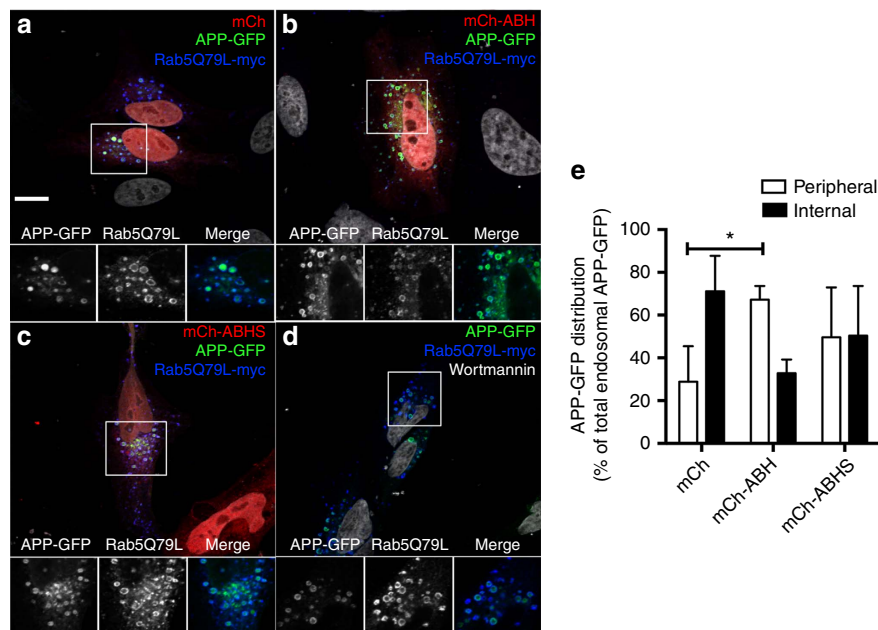 a
mCh
APP-GFP
Rab5Q79L-myc
APP-GFP Rab5Q79L Merge
b
mCh-ABH
APP-GFP
Rab5Q79L-myc
APP-GFP Rab5Q79L Merge
c
mCh-ABHS
APP-GFP
Rab5Q79L-myc
APP-GFP Rab5Q79L Merge
d
APP-GFP
Rab5Q79L-myc
Wortmannin
APP-GFP Rab5Q79L Merge
e
Peripheral
Internal
APP-GFP distribution
(% of total endosomal APP-GFP)
100
80
60
40
20
0
*
mCh
mCh-ABH
mCh-ABHS